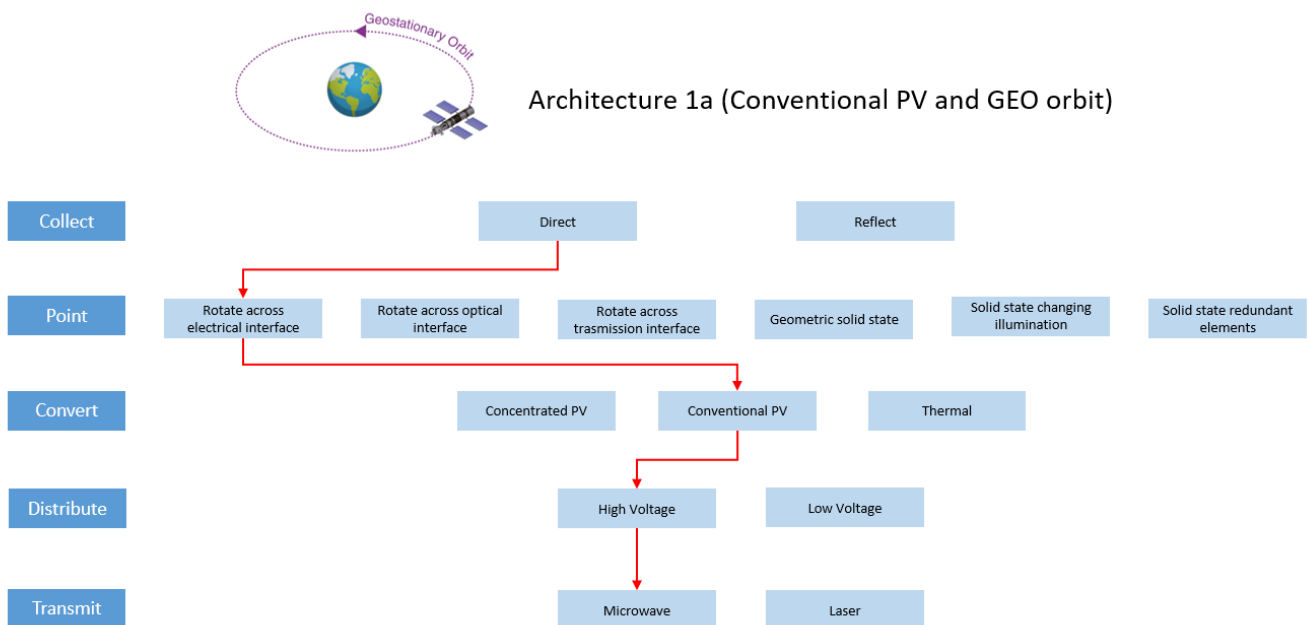 Geostationary Orbit
Architecture 1a (Conventional PV and GEO orbit)
Collect
Direct
Reflect
Point
Rotate across
electrical interface
Rotate across optical
interface
Rotate across
trasmission interface
Geometric solid state
Solid state changing
illumination
Solid state redundant
elements
Convert
Concentrated PV
Conventional PV
Thermal
Distribute
High Voltage
Low Voltage
Transmit
Microwave
Laser